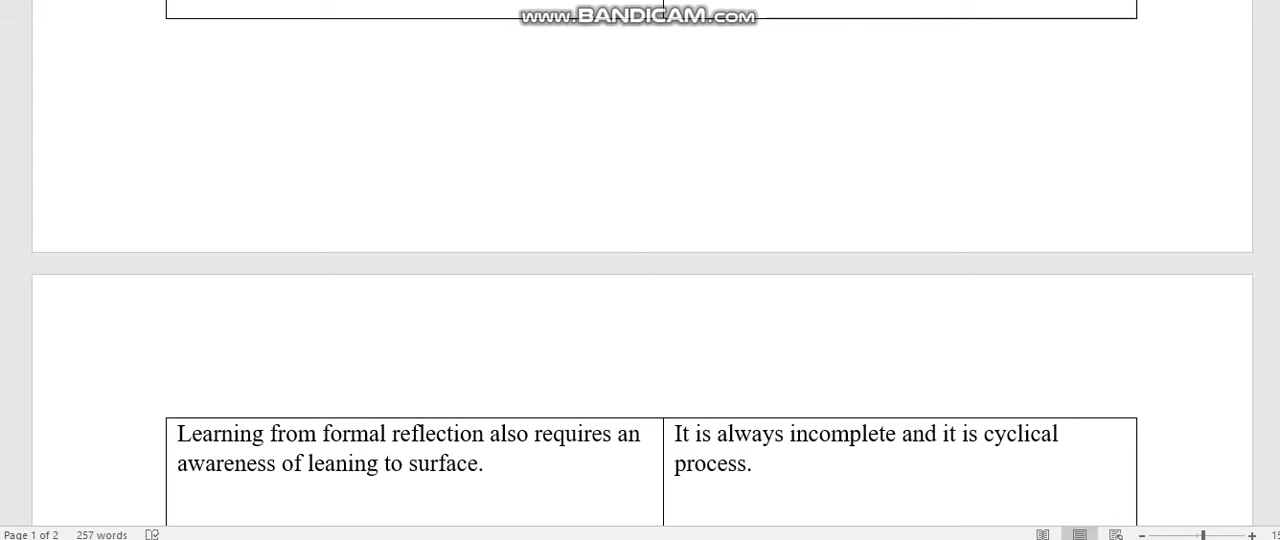 www.BANDICAM.com
Learning from formal reflection also requires an
awareness of leaning to surface.
It is always incomplete and it is cyclical
process.
Page 1 of 2 257 words